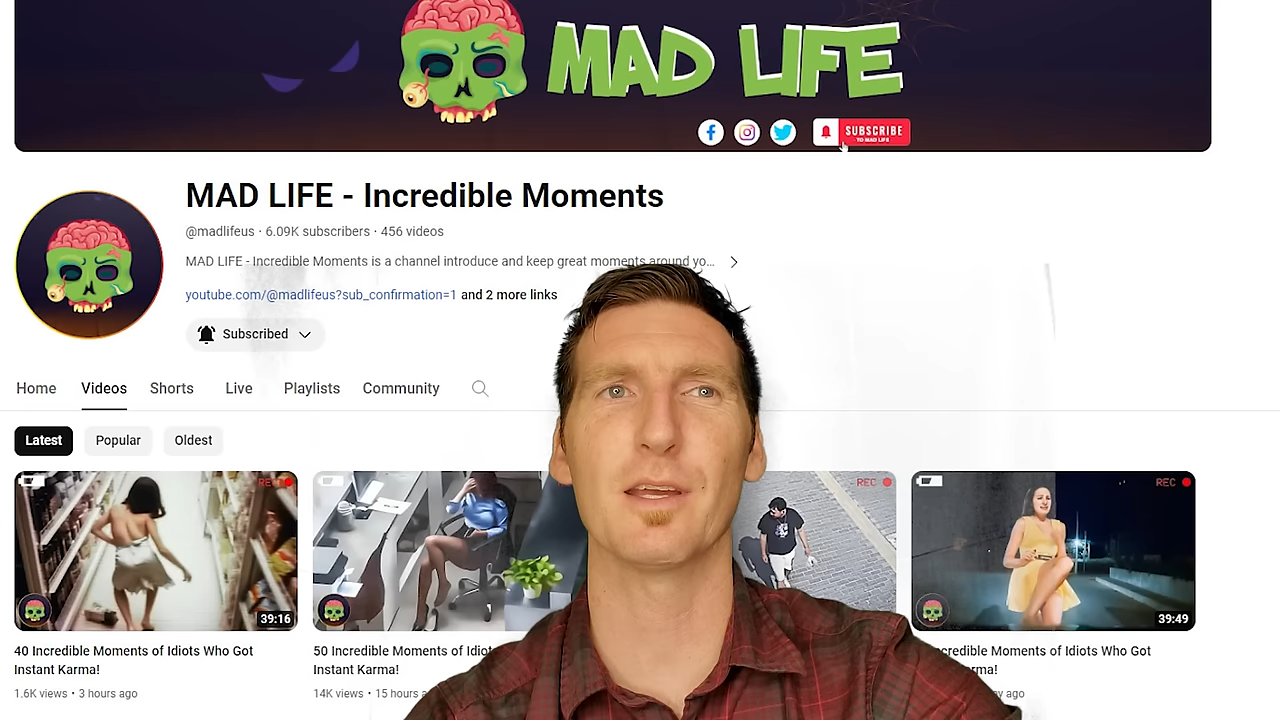 MAD LIFE
SUBSCRIBE
TO MAD LIFE
MAD LIFE - Incredible Moments
@madlifeus · 6.09K subscribers · 456 videos
MAD LIFE - Incredible Moments is a channel introduce and keep great moments around yo...
youtube.com/@madlifeus?sub_confirmation=1 and 2 more links
Subscribed
Home Videos Shorts Live Playlists Community
Latest Popular Oldest
REC REC REC
39:16 39:49
40 Incredible Moments of Idiots Who Got
Instant Karma!
1.6K views • 3 hours ago
50 Incredible Moments of Idiot
Instant Karma!
14K views • 15 hours a
credible Moments of Idiots Who Got
rma!
ay ago